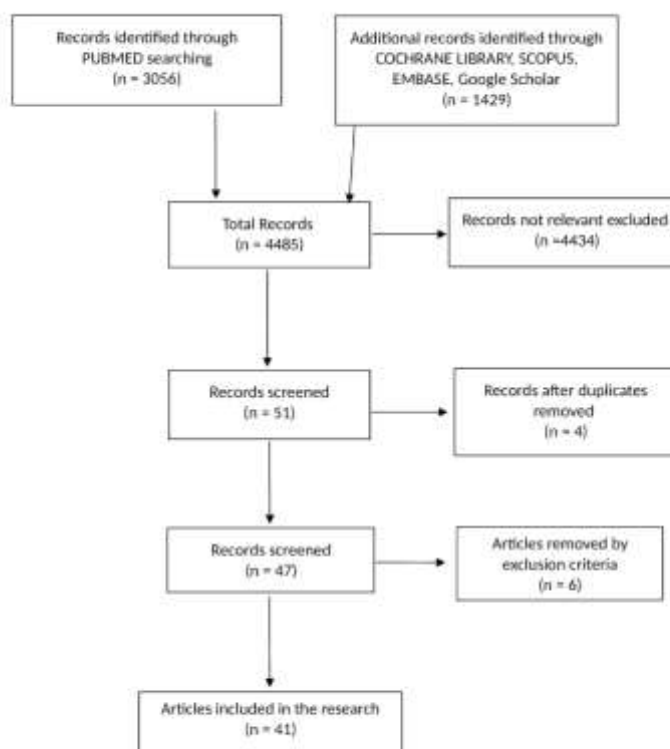 Records identified through
PUBMED searching
(n = 3056)
Additional records identified through
COCHRANE LIBRARY, SCOPUS,
EMBASE, Google Scholar
(n = 1429)
Total Records
(n = 4485)
Records not relevant excluded
(n =4434)
Records screened
(n = 51)
Records after duplicates
removed
(n = 4)
Records screened
(n = 47)
Articles removed by
exclusion criteria
(n = 6)
Articles included in the research
(n = 41)